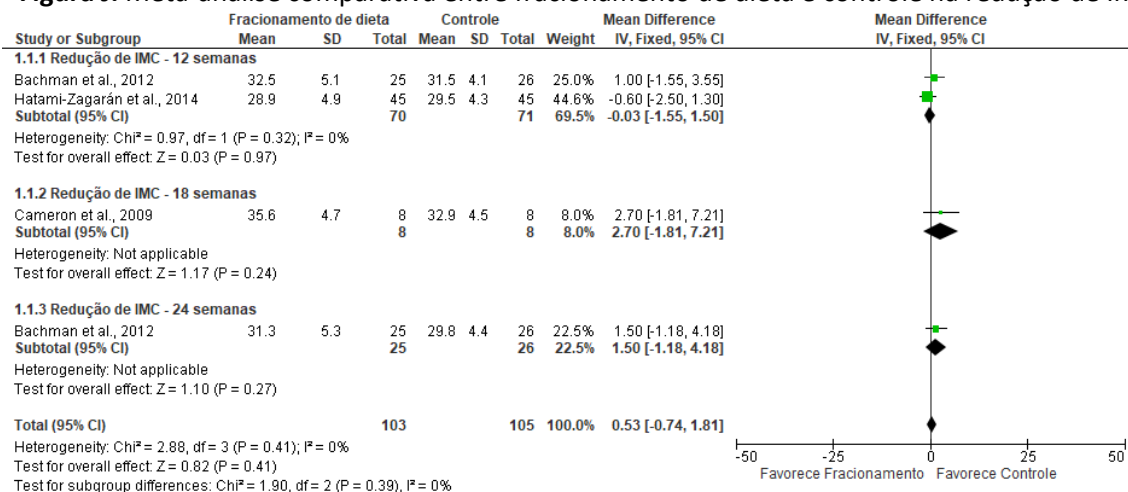 Figura 9. Meta-análise comparativa entre fracionamento de dieta e controle na redução de
Fracionamento de dieta Controle Mean Difference Mean Difference
Study or Subgroup Mean SD Total Mean SD Total Weight IV, Fixed, 95% CI IV, Fixed, 95% CI
1.1.1 Redução de IMC - 12 semanas
Bachman et al., 2012 32.5 5.1 25 31.5 4.1 26 25.0% 1.00 [-1.55, 3.55]
Hatami-Zagarán et al., 2014 28.9 4.9 45 29.5 4.3 45 44.6% -0.60 [-2.50, 1.30]
Subtotal (95% CI) 70 71 69.5% -0.03 [-1.55, 1.50]
Heterogeneity: Chi² = 0.97, df = 1 (P = 0.32); I² = 0%
Test for overall effect: Z = 0.03 (P = 0.97)
1.1.2 Redução de IMC - 18 semanas
Cameron et al., 2009 35.6 4.7 8 32.9 4.5 8 8.0% 2.70 [-1.81, 7.21]
Subtotal (95% CI) 8 8 8.0% 2.70 [-1.81, 7.21]
Heterogeneity: Not applicable
Test for overall effect: Z = 1.17 (P = 0.24)
1.1.3 Redução de IMC - 24 semanas
Bachman et al., 2012 31.3 5.3 25 29.8 4.4 26 22.5% 1.50 [-1.18, 4.18]
Subtotal (95% CI) 25 26 22.5% 1.50 [-1.18, 4.18]
Heterogeneity: Not applicable
Test for overall effect: Z = 1.10 (P = 0.27)
Total (95% CI) 103 105 100.0% 0.53 [-0.74, 1.81]
Heterogeneity: Chi² = 2.88, df = 3 (P = 0.41); I² = 0%
Test for overall effect: Z = 0.82 (P = 0.41)
Test for subgroup differences: Chi² = 1.90, df = 2 (P = 0.39), I² = 0%
-50 -25 0 25 50
Favorece Fracionamento Favorece Controle